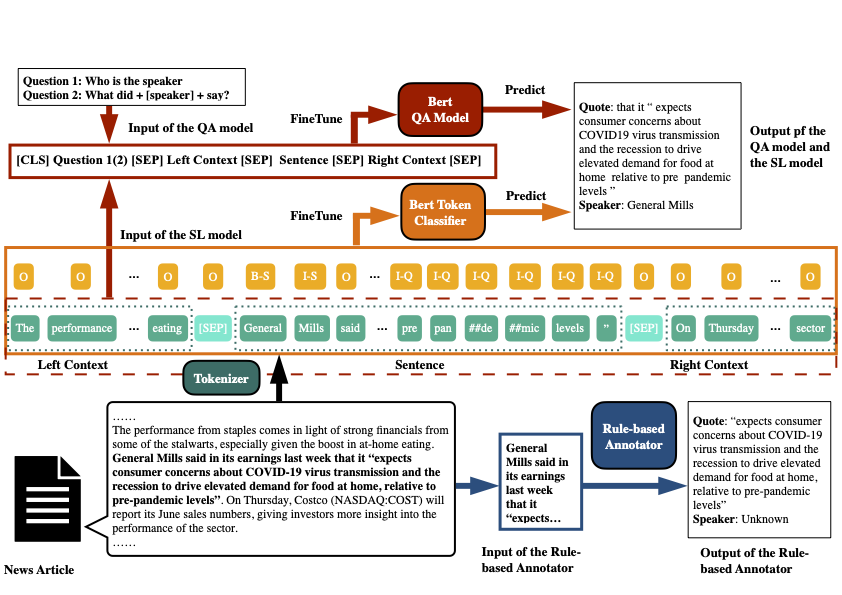 Question 1: Who is the speaker
Question 2: What did + [speaker] + say?
Input of the QA model
FineTune
Bert
QA Model
Predict
[CLS] Question 1(2) [SEP] Left Context [SEP] Sentence [SEP] Right Context [SEP]
Quote: that it “ expects
consumer concerns about
COVID19 virus transmission
and the recession to drive
elevated demand for food at
home relative to pre pandemic
levels ”
Speaker: General Mills
Output pf the
QA model and
the SL model
Input of the SL model
FineTune
Bert Token
Classifier
Predict
O O ... O O B-S I-S O ... I-Q I-Q I-Q I-Q I-Q I-Q O O O ... O
The performance ... eating [SEP] General Mills said ... pre pan ##de ##mic levels ” [SEP] On Thursday ... sector
Left Context
Sentence
Right Context
Tokenizer
......
The performance from staples comes in light of strong financials from
some of the stalwarts, especially given the boost in at-home eating.
General Mills said in its earnings last week that it “expects
consumer concerns about COVID-19 virus transmission and the
recession to drive elevated demand for food at home, relative to
pre-pandemic levels”. On Thursday, Costco (NASDAQ:COST) will
report its June sales numbers, giving investors more insight into the
performance of the sector.
......
News Article
General
Mills said in
its earnings
last week
that it
“expects...
Input of the Rule-
based Annotator
Rule-based
Annotator
Quote: “expects consumer
concerns about COVID-19
virus transmission and the
recession to drive elevated
demand for food at home,
relative to pre-pandemic
levels”
Speaker: Unknown
Output of the Rule-
based Annotator